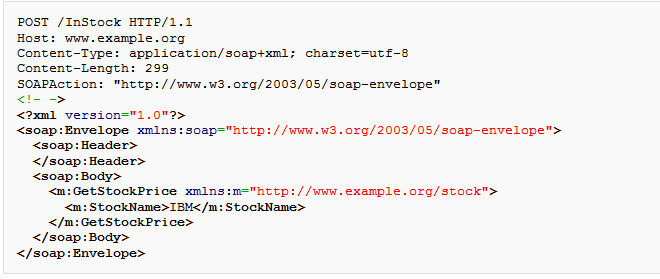 POST /InStock HTTP/1.1
Host: www.example.org
Content-Type: application/soap+xml; charset=utf-8
Content-Length: 299
SOAPAction: "http://www.w3.org/2003/05/soap-envelope"
<!- ->
<?xml version="1.0"?>
<soap:Envelope xmlns:soap="http://www.w3.org/2003/05/soap-envelope">
  <soap:Header>
  </soap:Header>
  <soap:Body>
    <m:GetStockPrice xmlns:m="http://www.example.org/stock">
      <m:StockName>IBM</m:StockName>
    </m:GetStockPrice>
  </soap:Body>
</soap:Envelope>